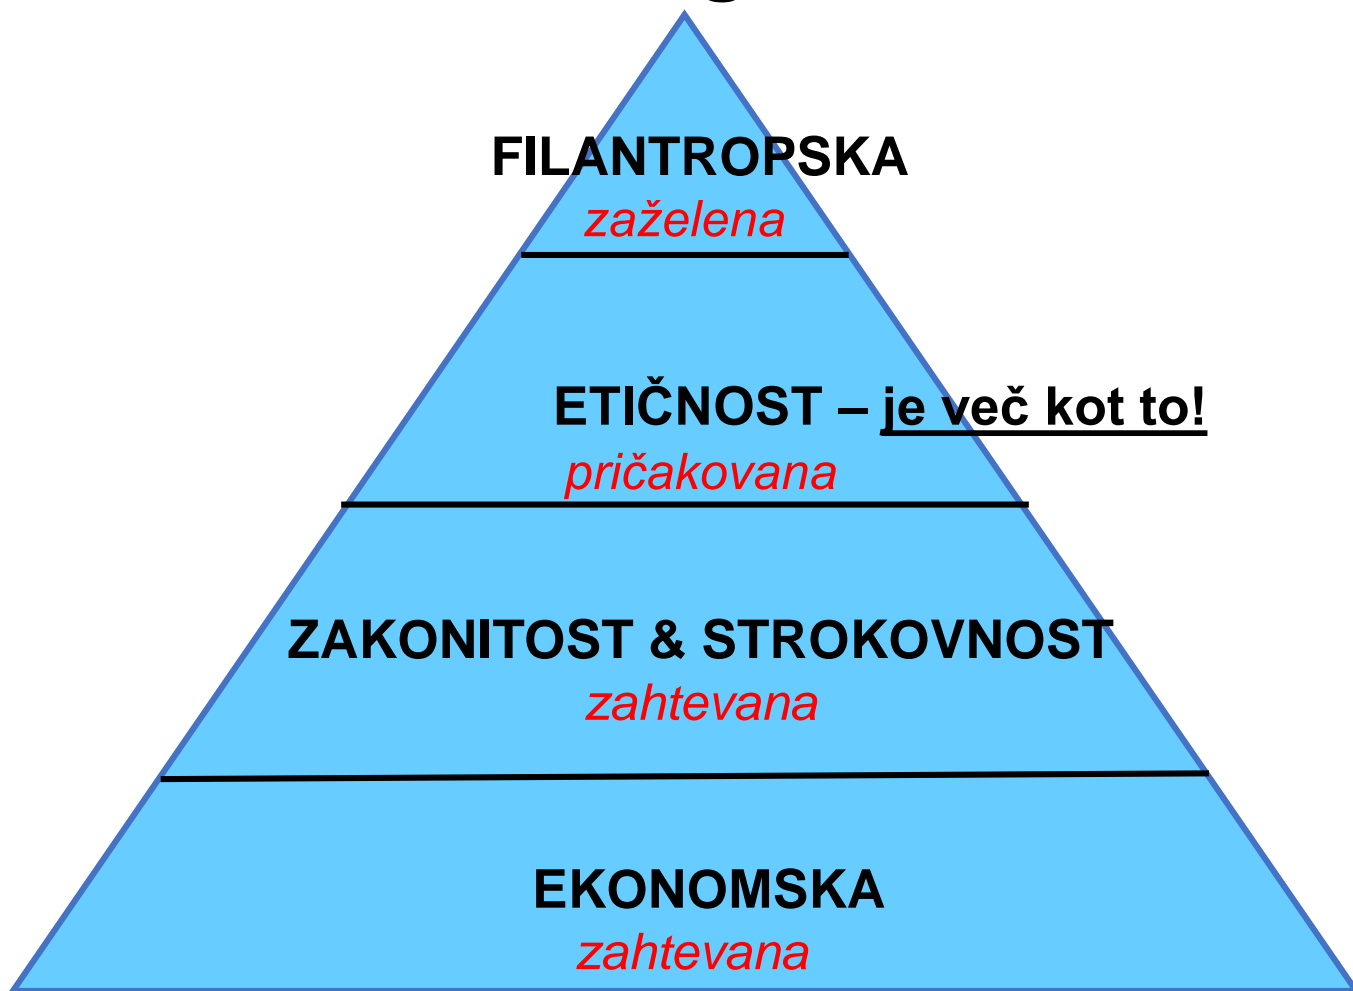 FILANTROPSKA
zaželena
ETIČNOST – je več kot to!
pričakovana
ZAKONITOST & STROKOVNOST
zahtevana
EKONOMSKA
zahtevana